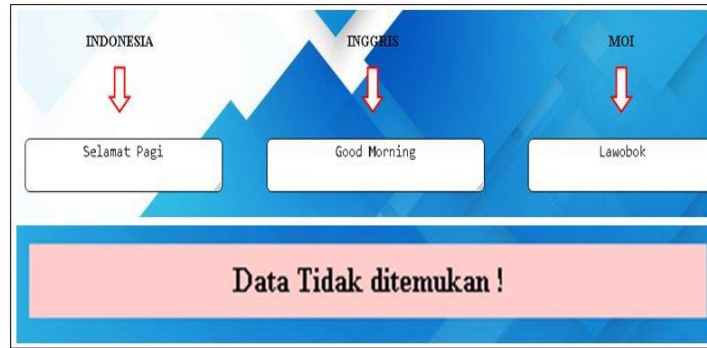 INDONESIA INGGRIS MOI
Selamat Pagi Good Morning Lawobok
Data Tidak ditemukan !